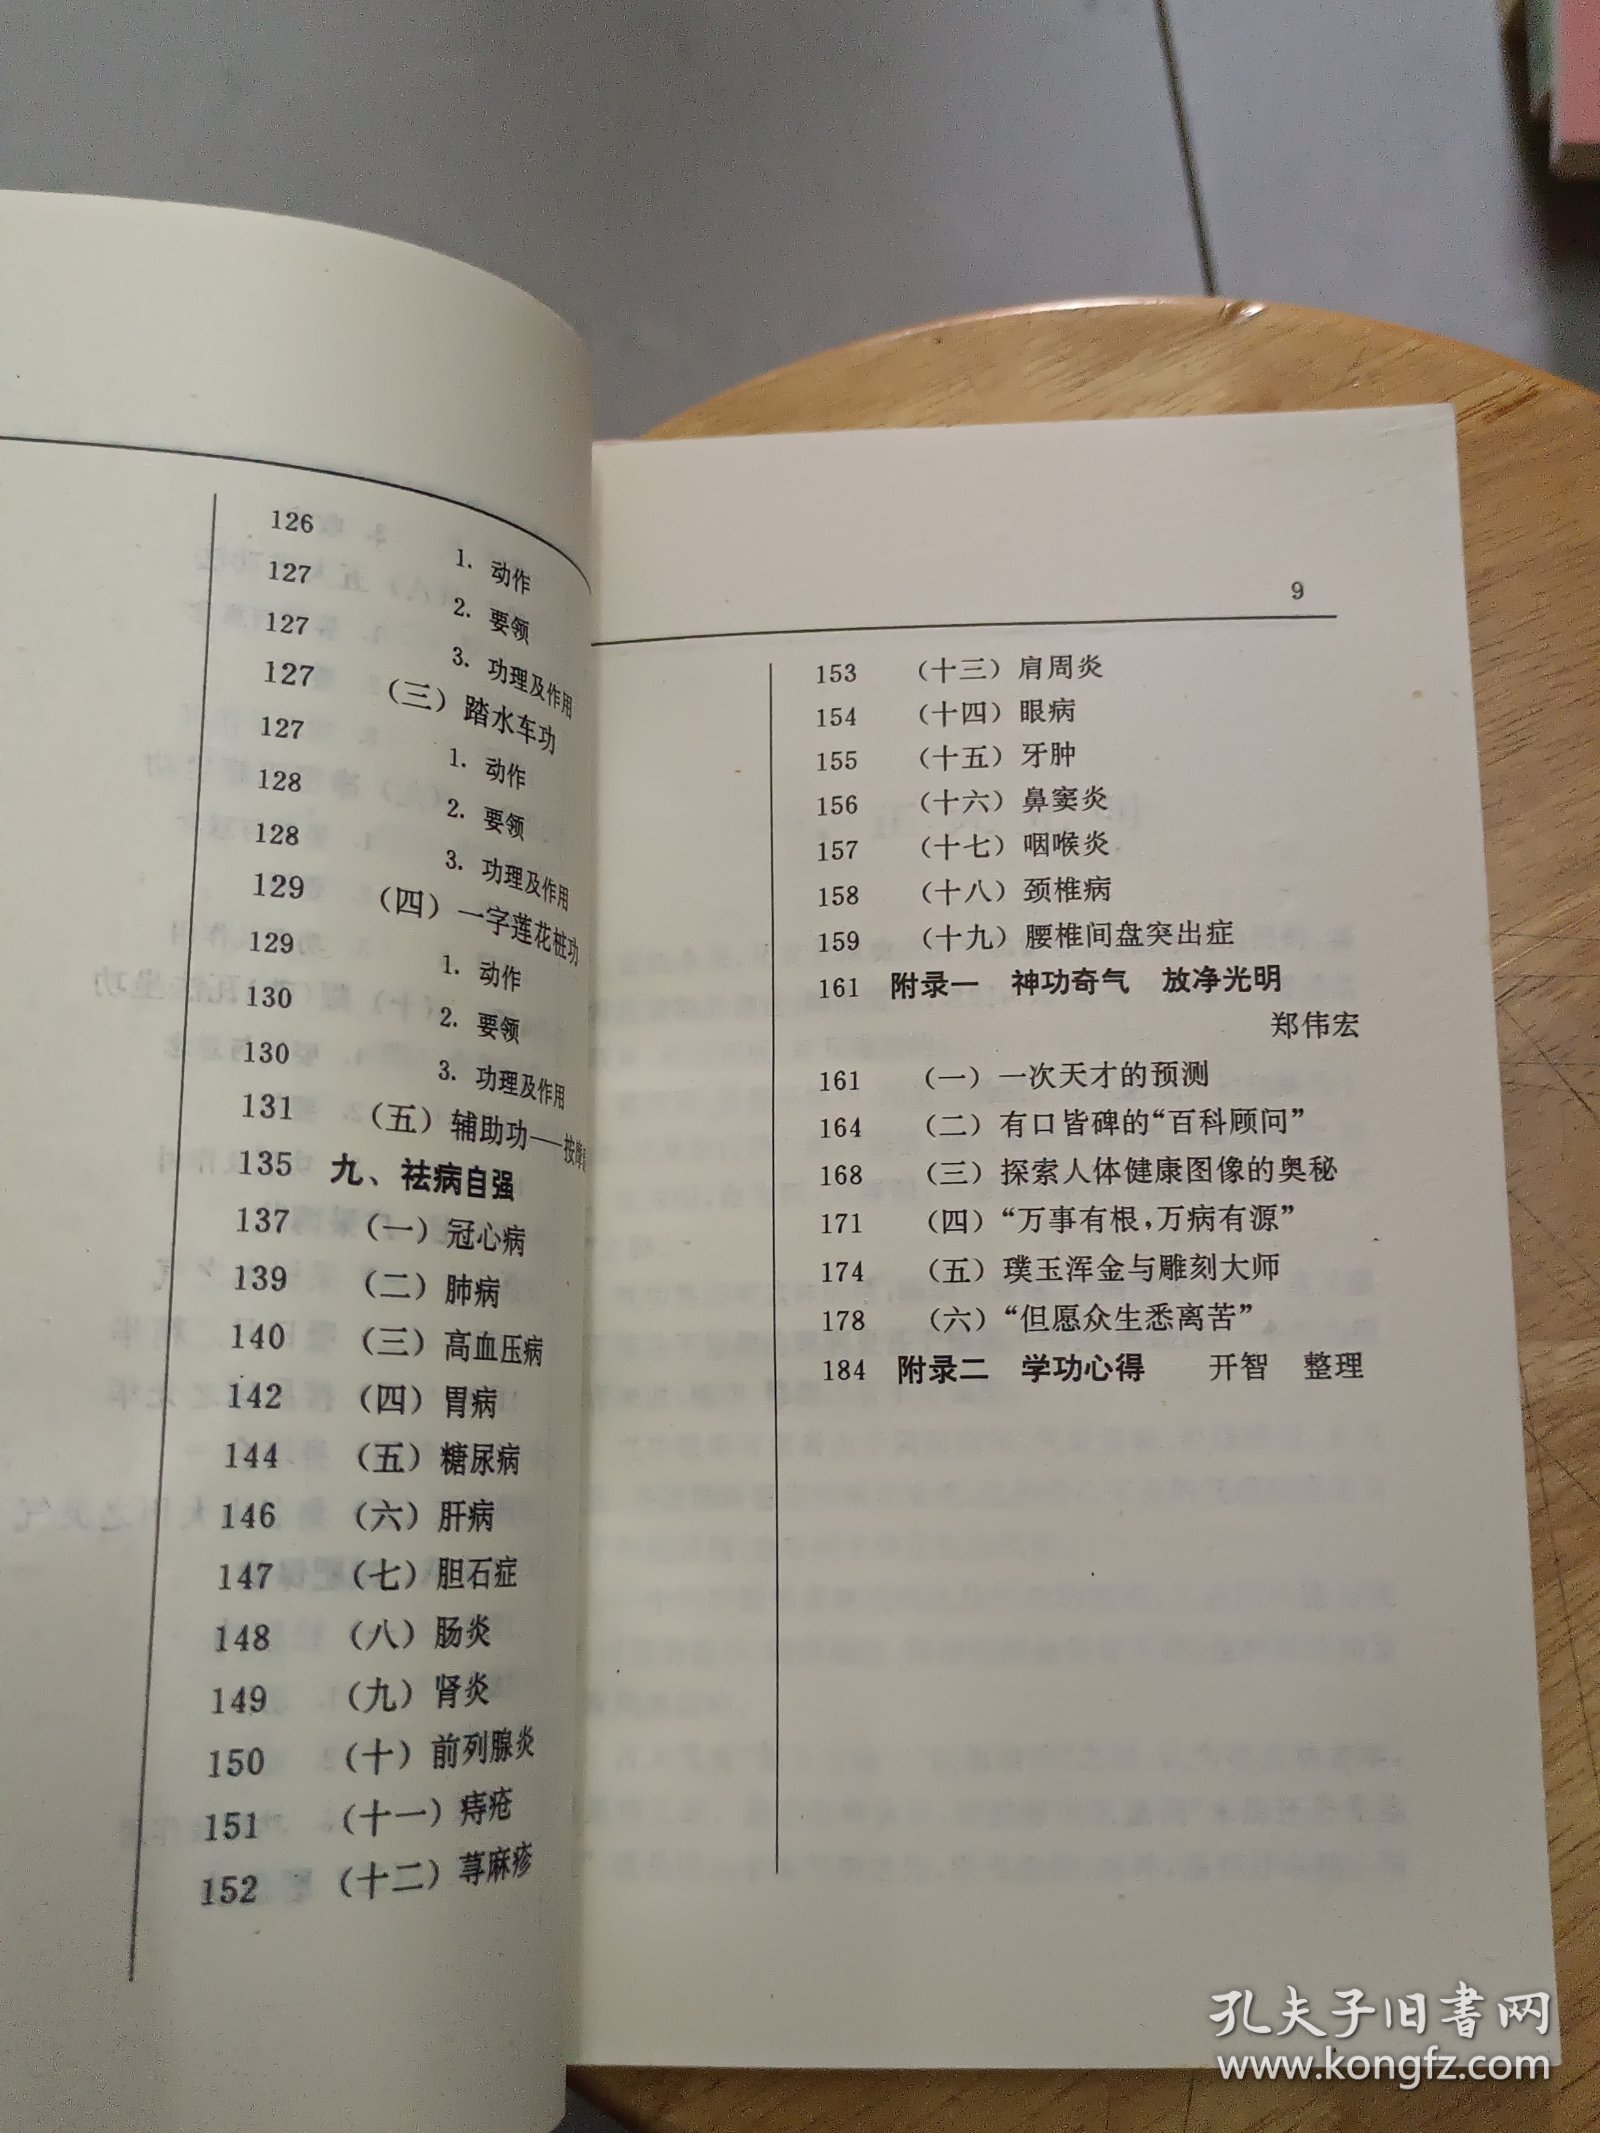 126 1. 动作
127 2. 要领
127 3. 功理及作用
127 （三）踏水车功
127 1. 动作
128 2. 要领
128 3. 功理及作用
129 （四）一字莲花桩功
129 1. 动作
130 2. 要领
130 3. 功理及作用
131 （五）辅助功——按摩
135 九、祛病自强
137 （一）冠心病
139 （二）肺病
140 （三）高血压病
142 （四）胃病
144 （五）糖尿病
146 （六）肝病
147 （七）胆石症
148 （八）肠炎
149 （九）肾炎
150 （十）前列腺炎
151 （十一）痔疮
152 （十二）荨麻疹
9
153 （十三）肩周炎
154 （十四）眼病
155 （十五）牙肿
156 （十六）鼻窦炎
157 （十七）咽喉炎
158 （十八）颈椎病
159 （十九）腰椎间盘突出症
161 附录一 神功奇气 放净光明
郑伟宏
161 （一）一次天才的预测
164 （二）有口皆碑的“百科顾问”
168 （三）探索人体健康图像的奥秘
171 （四）“万事有根，万病有源”
174 （五）璞玉浑金与雕刻大师
178 （六）“但愿众生悉离苦”
184 附录二 学功心得 开智 整理
孔夫子旧书网
www.kongfz.com